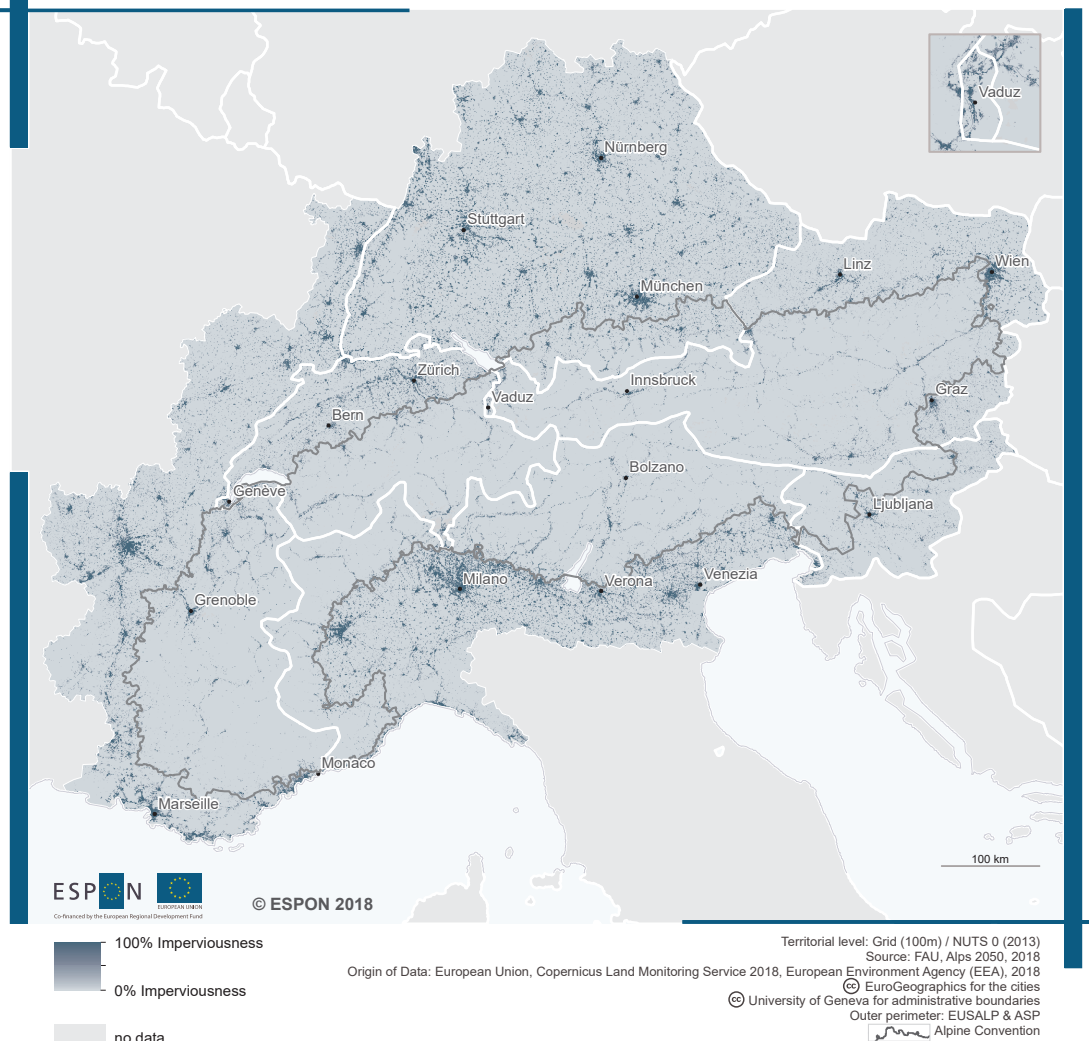 Vaduz
Nürnberg
Stuttgart
Linz
Wien
München
Zürich
Innsbruck
Vaduz
Graz
Bern
Bolzano
Genève
Ljubljana
Milano
Verona
Venezia
Grenoble
Monaco
Marseille
100 km
ESPON
EUROPEAN UNION
Co-financed by the European Regional Development Fund
© ESPON 2018
100% Imperviousness
0% Imperviousness
no data
Territorial level: Grid (100m) / NUTS 0 (2013)
Source: FAU, Alps 2050, 2018
Origin of Data: European Union, Copernicus Land Monitoring Service 2018, European Environment Agency (EEA), 2018
cc EuroGeographics for the cities
cc University of Geneva for administrative boundaries
Outer perimeter: EUSALP & ASP
Alpine Convention